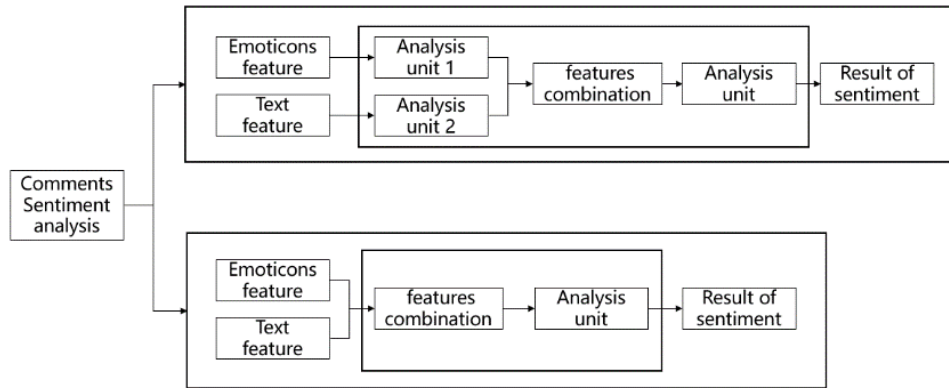 Emoticons
feature
Analysis
unit 1
Text
feature
Analysis
unit 2
features
combination
Analysis
unit
Result of
sentiment
Comments
Sentiment
analysis
Emoticons
feature
Text
feature
features
combination
Analysis
unit
Result of
sentiment